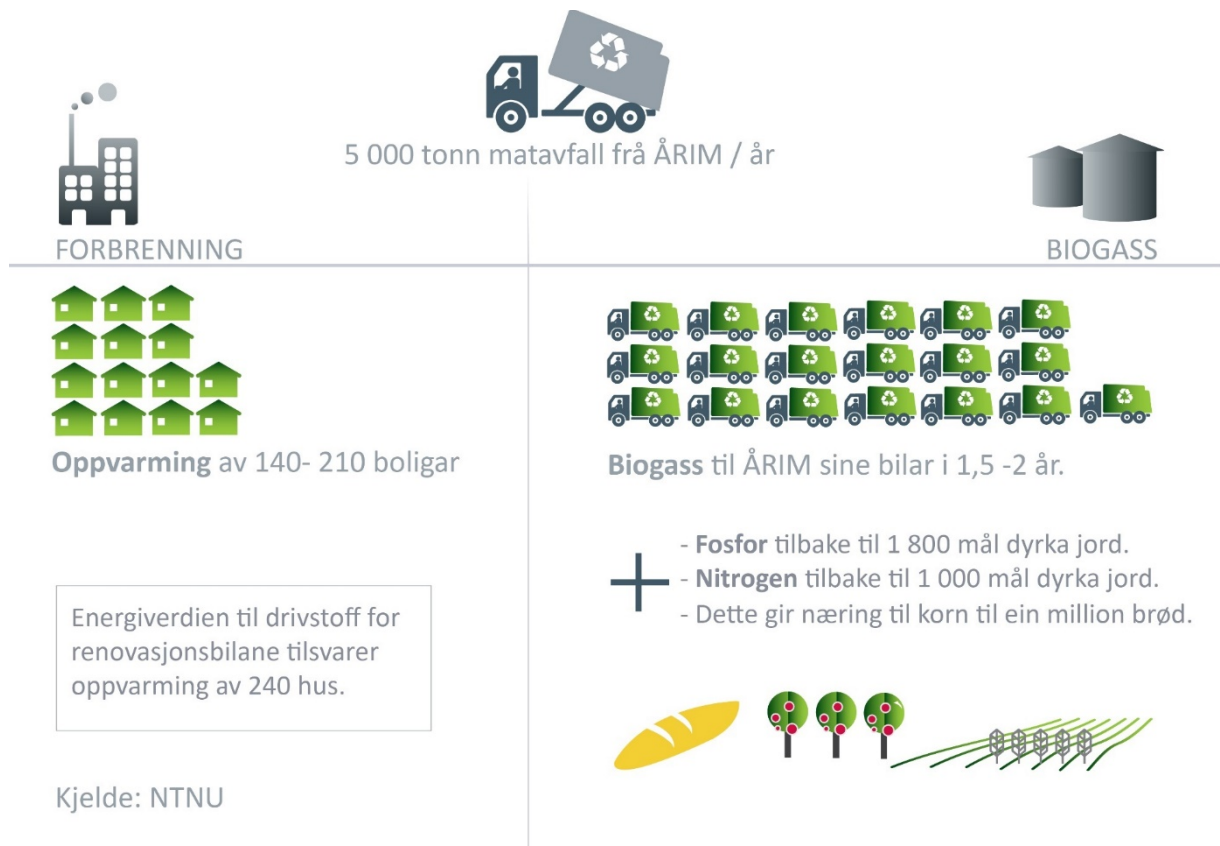 5 000 tonn matavfall frå ÅRIM / år
FORBRENNING
BIOGASS
Oppvarming av 140- 210 boligar
Energiverdien til drivstoff for
renovasjonsbilane tilsvarer
oppvarming av 240 hus.
Kjelde: NTNU
Biogass til ÅRIM sine bilar i 1,5 -2 år.
- Fosfor tilbake til 1 800 mål dyrka jord.
- Nitrogen tilbake til 1 000 mål dyrka jord.
- Dette gir næring til korn til ein million brød.